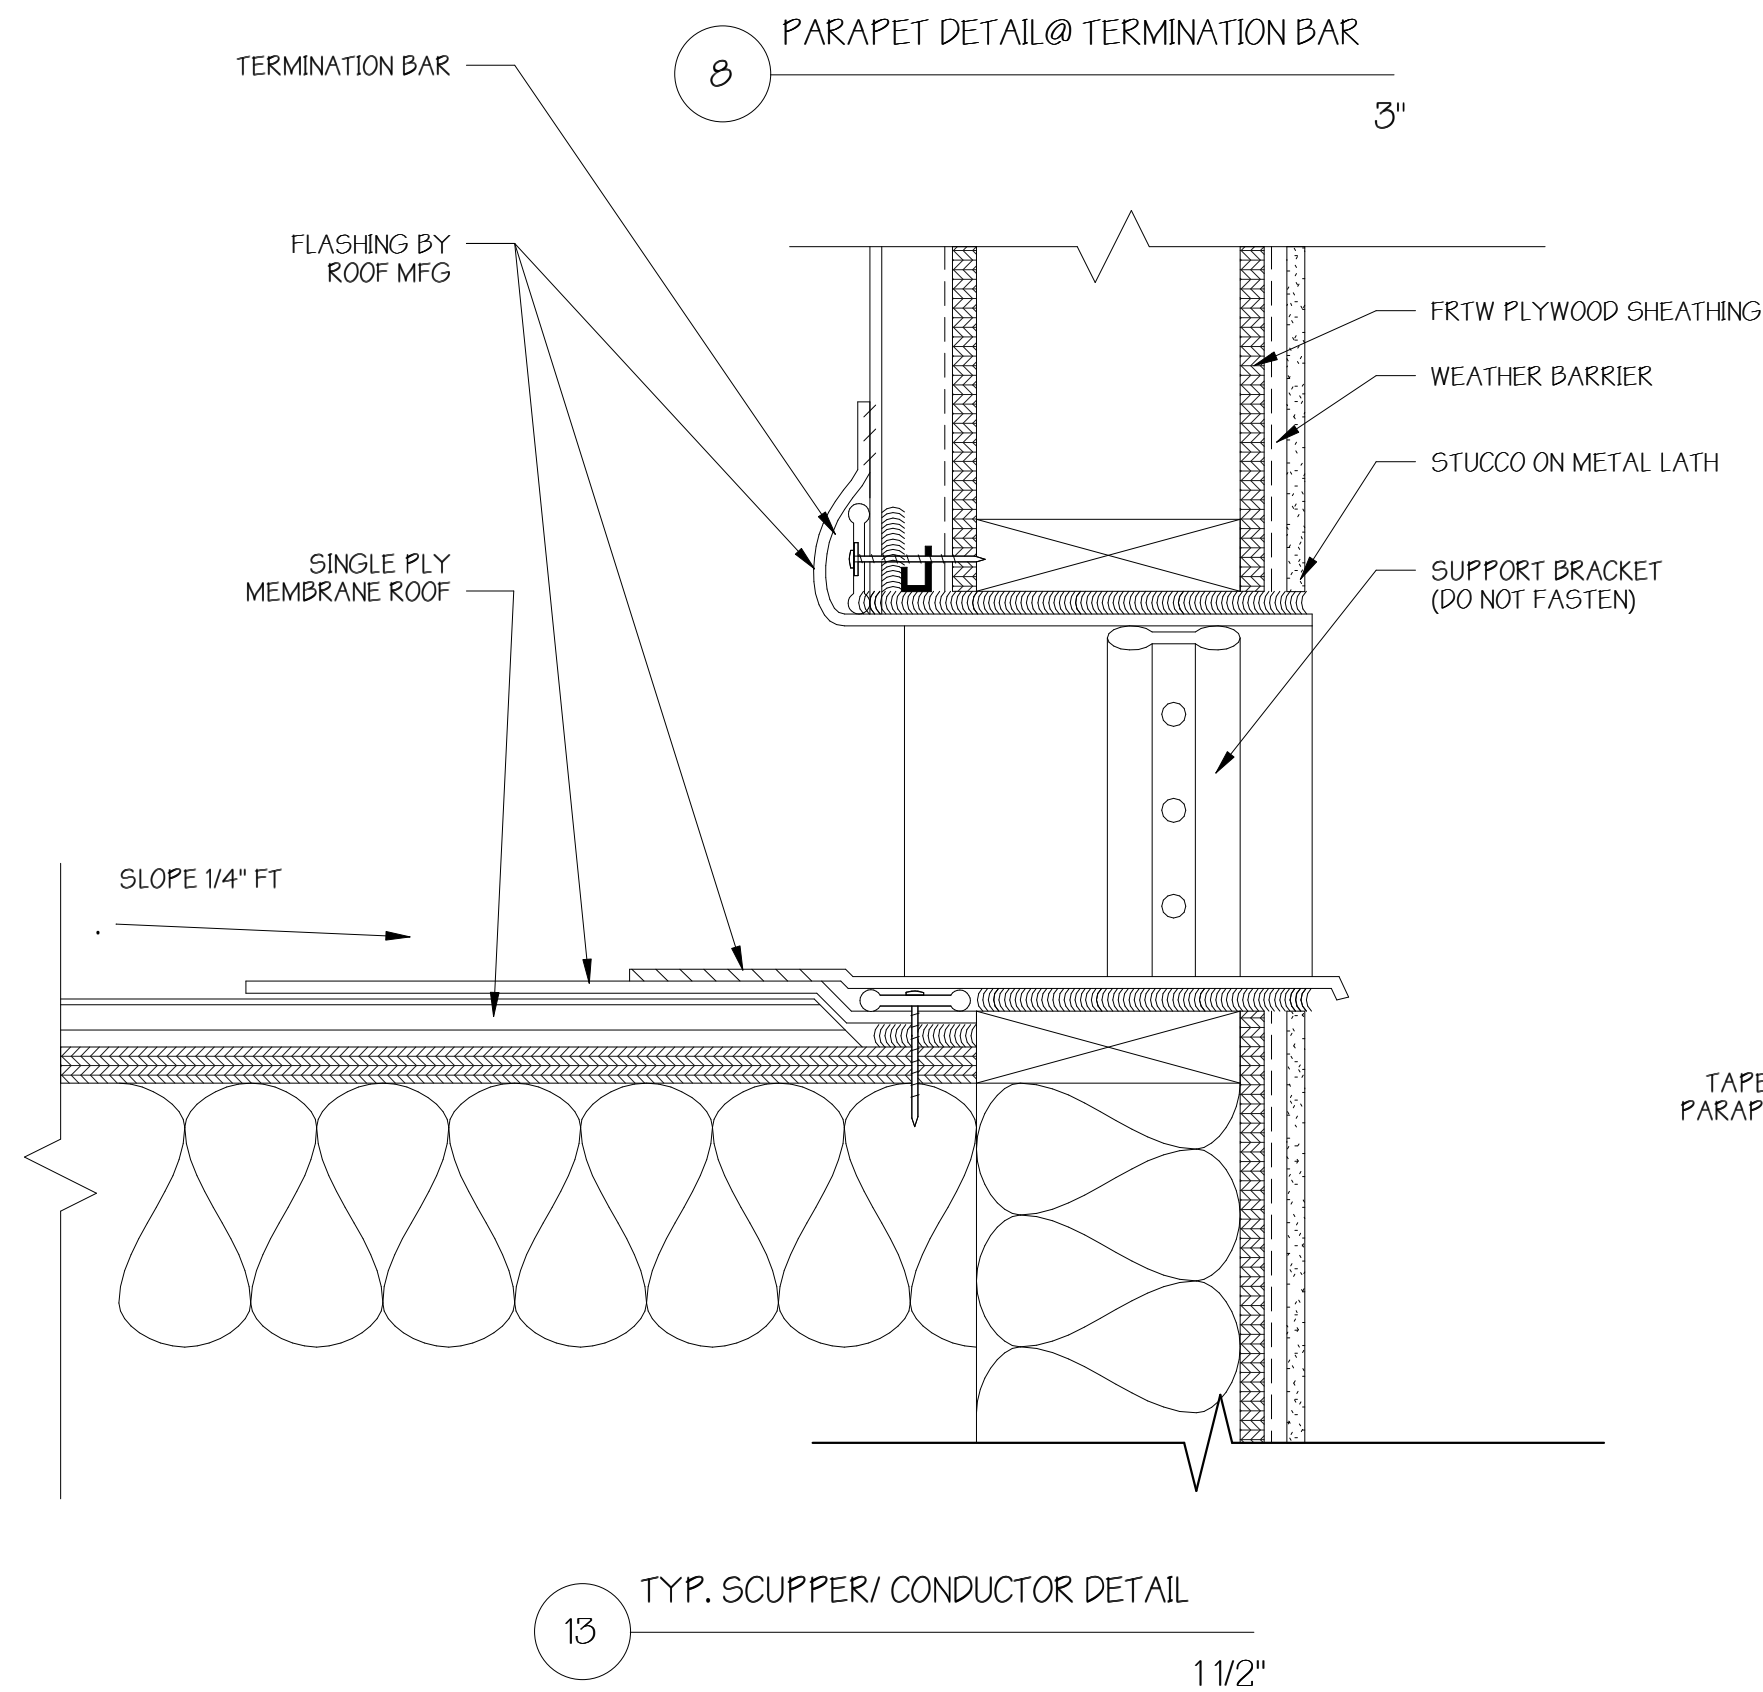 PARAPET DETAIL@ TERMINATION BAR
8
3"
TERMINATION BAR
FLASHING BY
ROOF MFG
SINGLE PLY
MEMBRANE ROOF
SLOPE 1/4" FT
FRTW PLYWOOD SHEATHING
WEATHER BARRIER
STUCCO ON METAL LATH
SUPPORT BRACKET
(DO NOT FASTEN)
TAPE
PARAP
TYP. SCUPPER/ CONDUCTOR DETAIL
13
1 1/2"